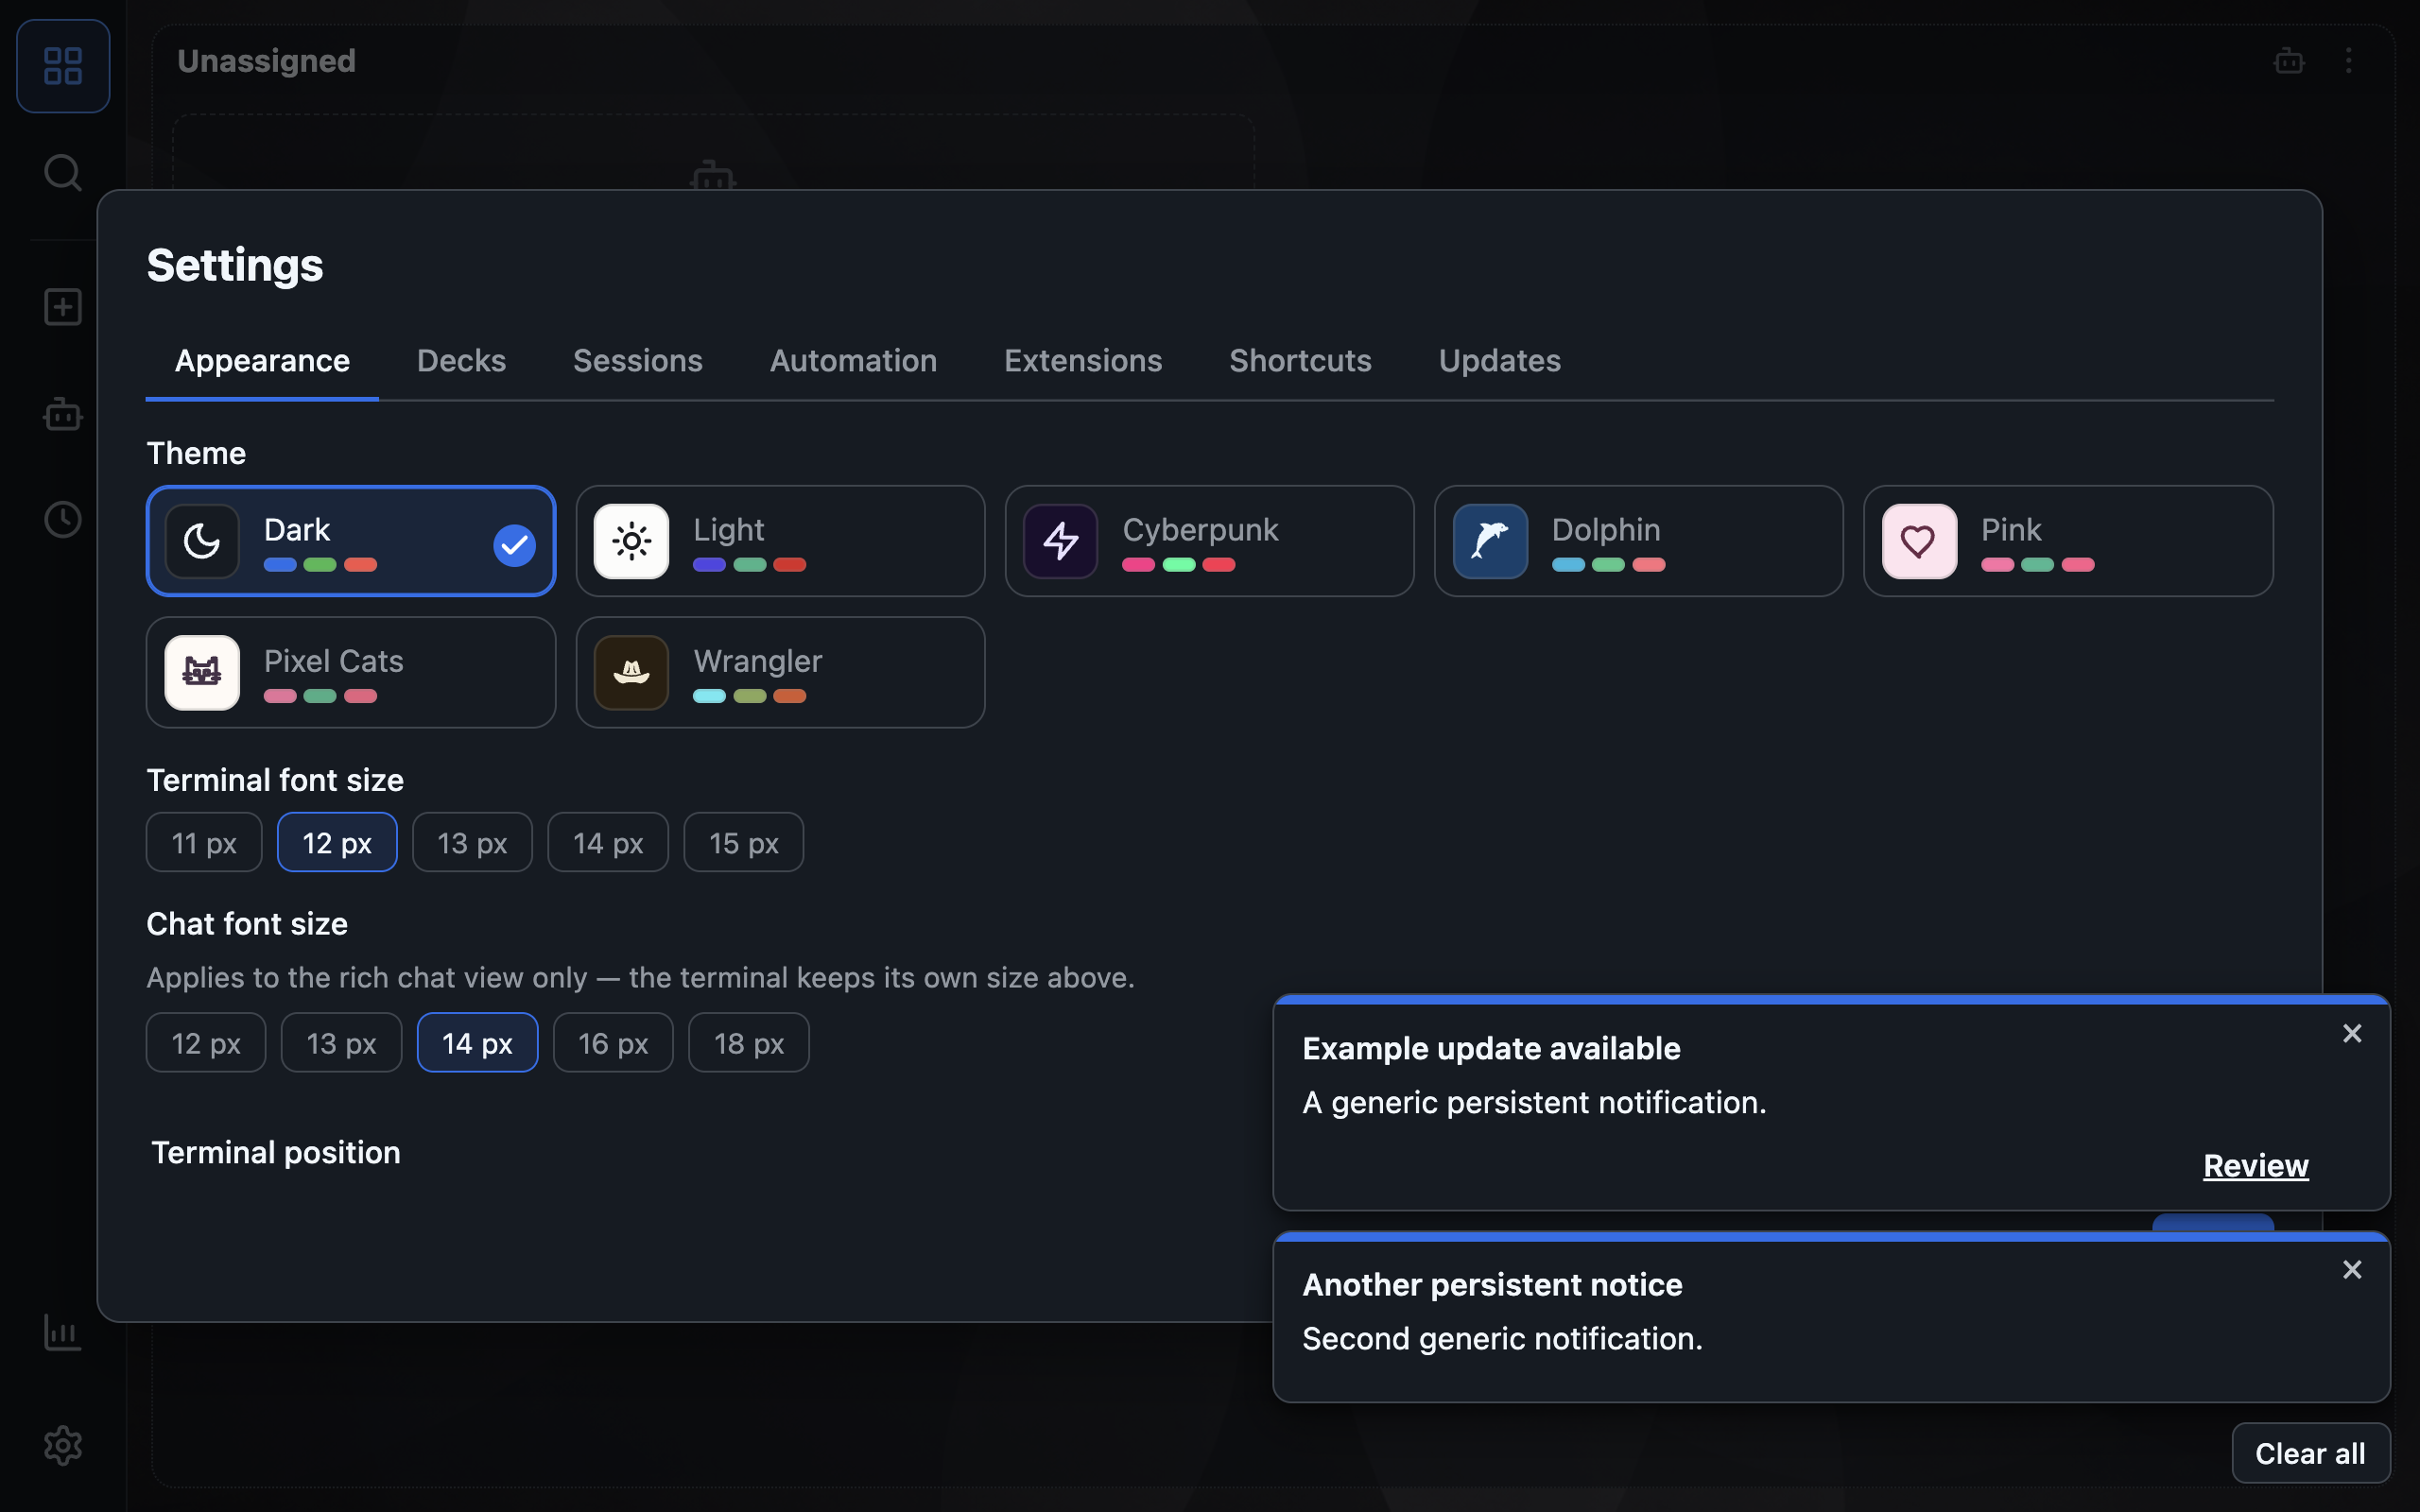 Unassigned
Settings
Appearance Decks Sessions Automation Extensions Shortcuts Updates
Theme
Dark Light Cyberpunk Dolphin Pink
Pixel Cats Wrangler
Terminal font size
11 px 12 px 13 px 14 px 15 px
Chat font size
Applies to the rich chat view only — the terminal keeps its own size above.
12 px 13 px 14 px 16 px 18 px
Terminal position
Example update available
A generic persistent notification.
Review
Another persistent notice
Second generic notification.
Clear all